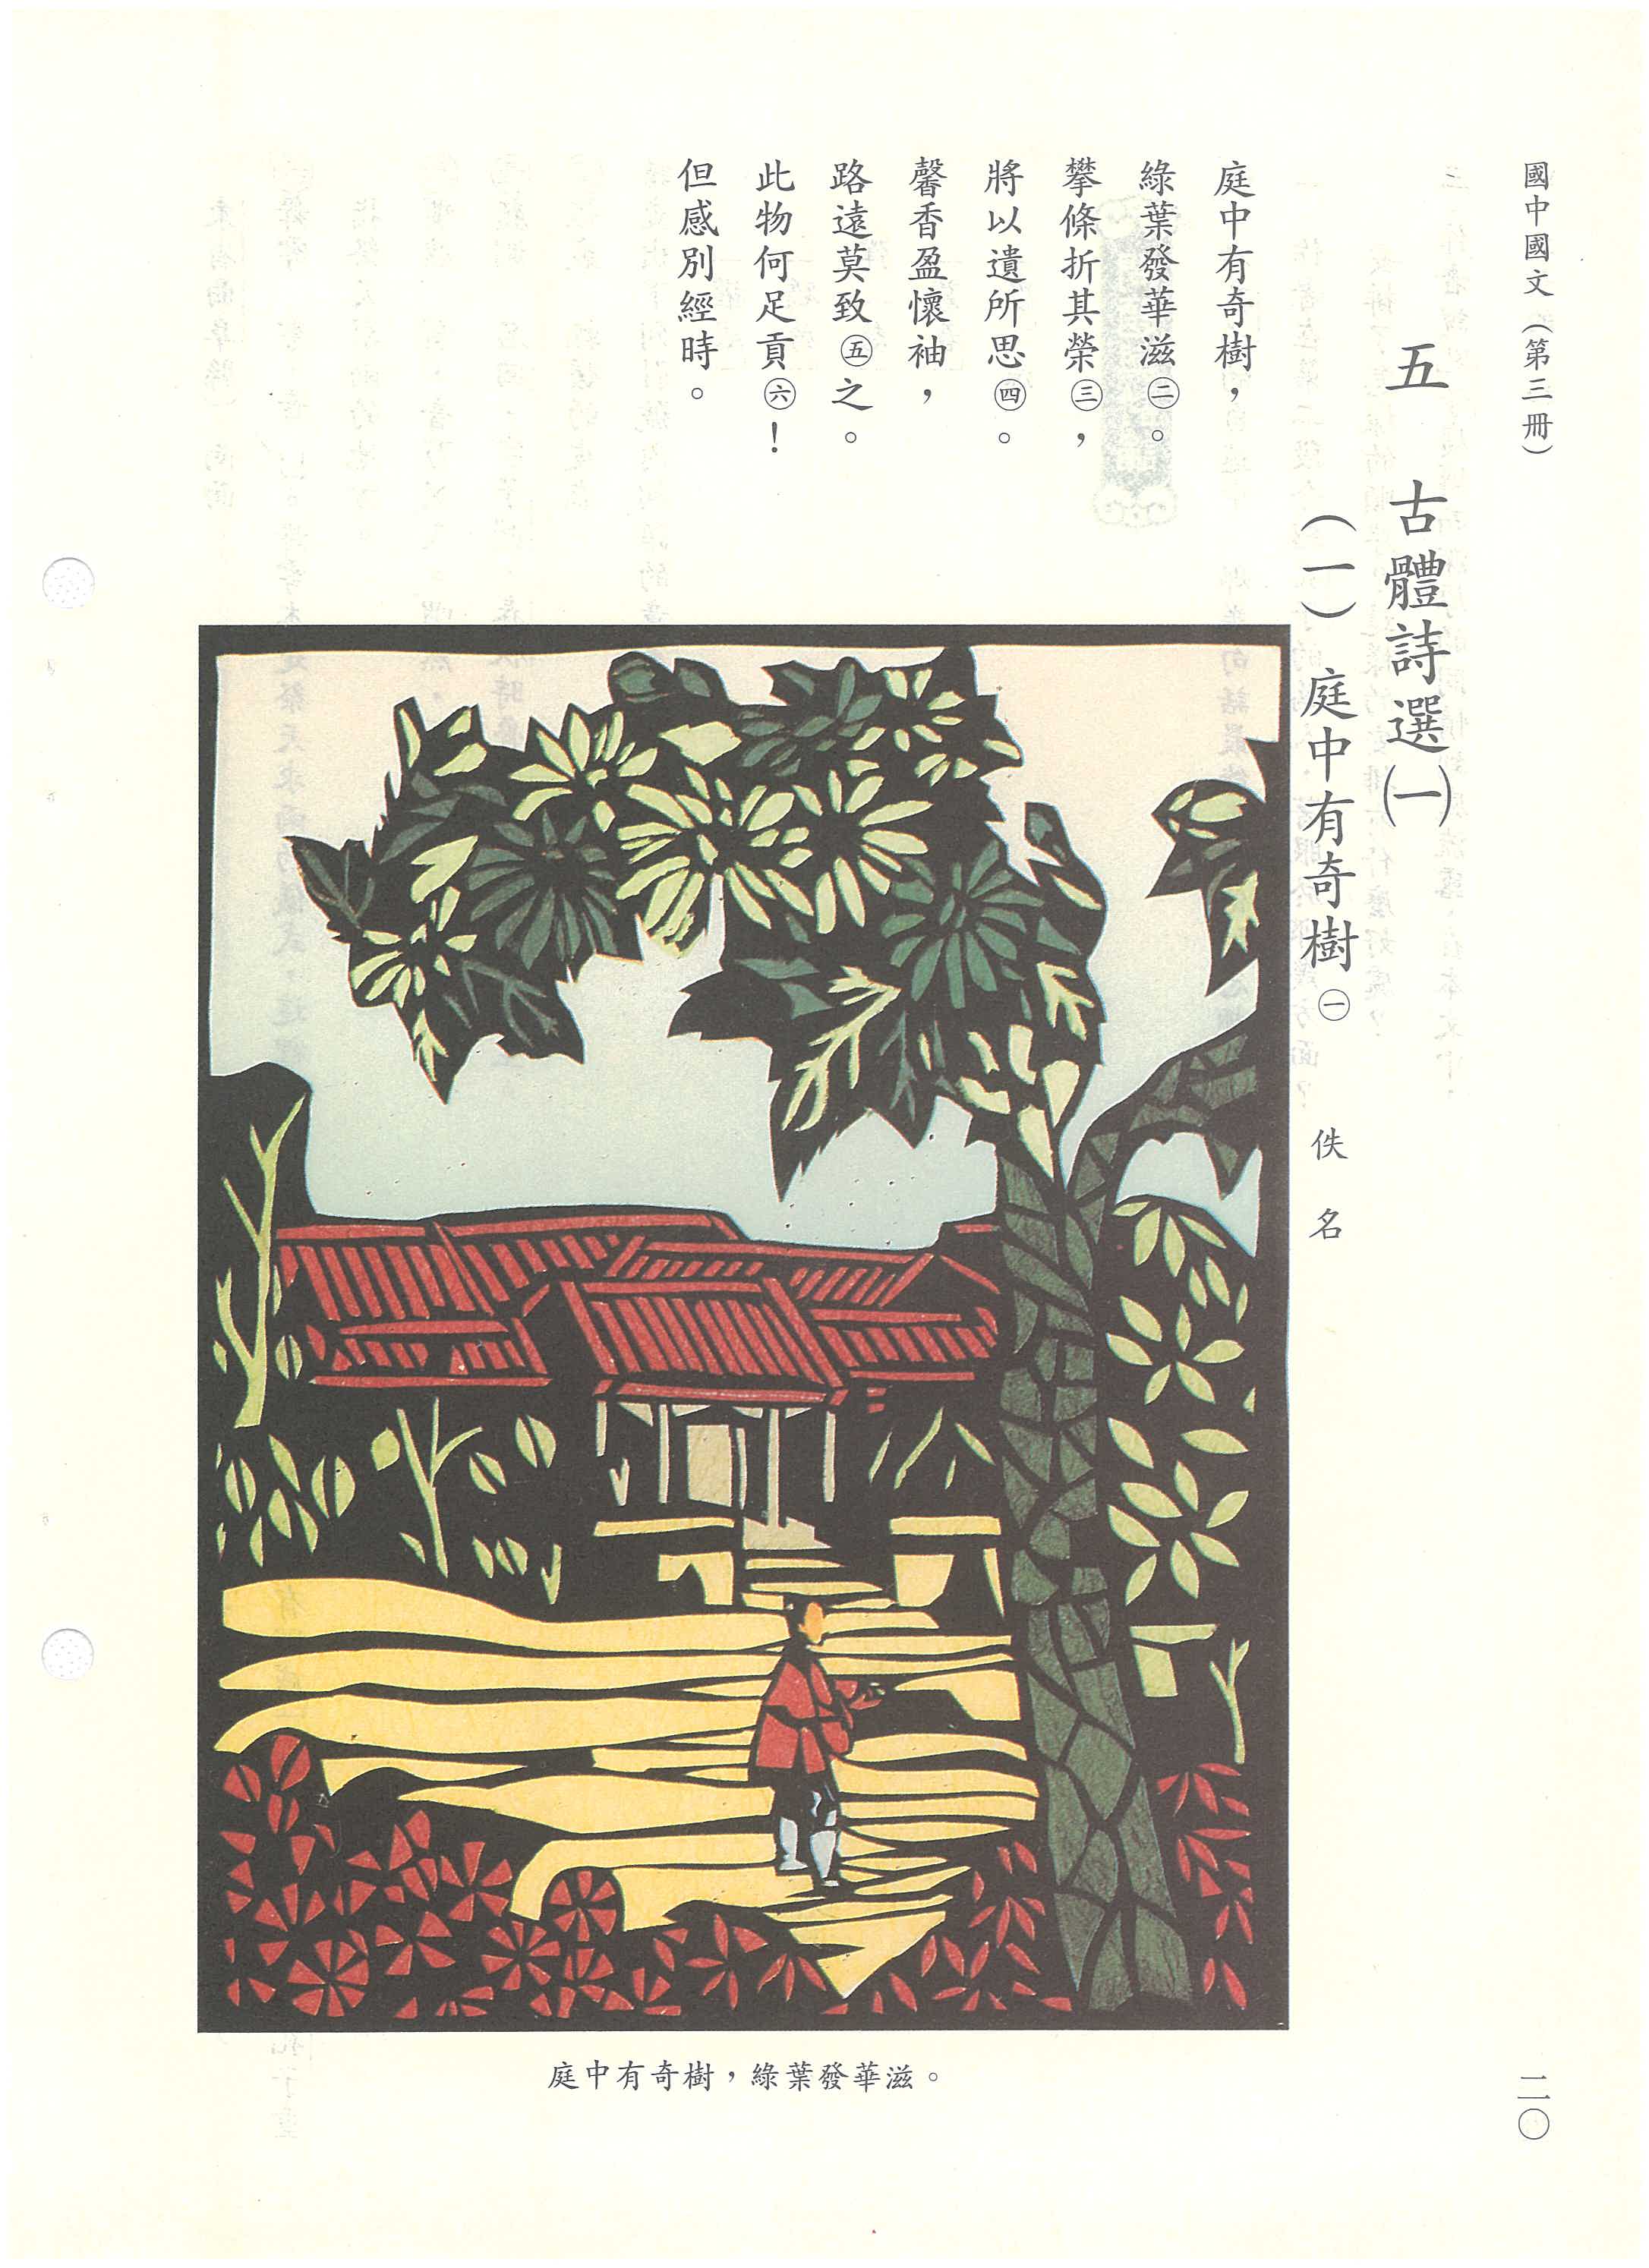 國中國文(第三冊)
二〇
五　古體詩選㈠
(一)庭中有奇樹㊀　佚名
庭中有奇樹，
綠葉發華滋㊁。
攀條折其榮㊂，
將以遺所思㊃。
馨香盈懷袖，
路遠莫致㊄之。
此物何足貢㊅！
但感別經時。
庭中有奇樹，綠葉發華滋。